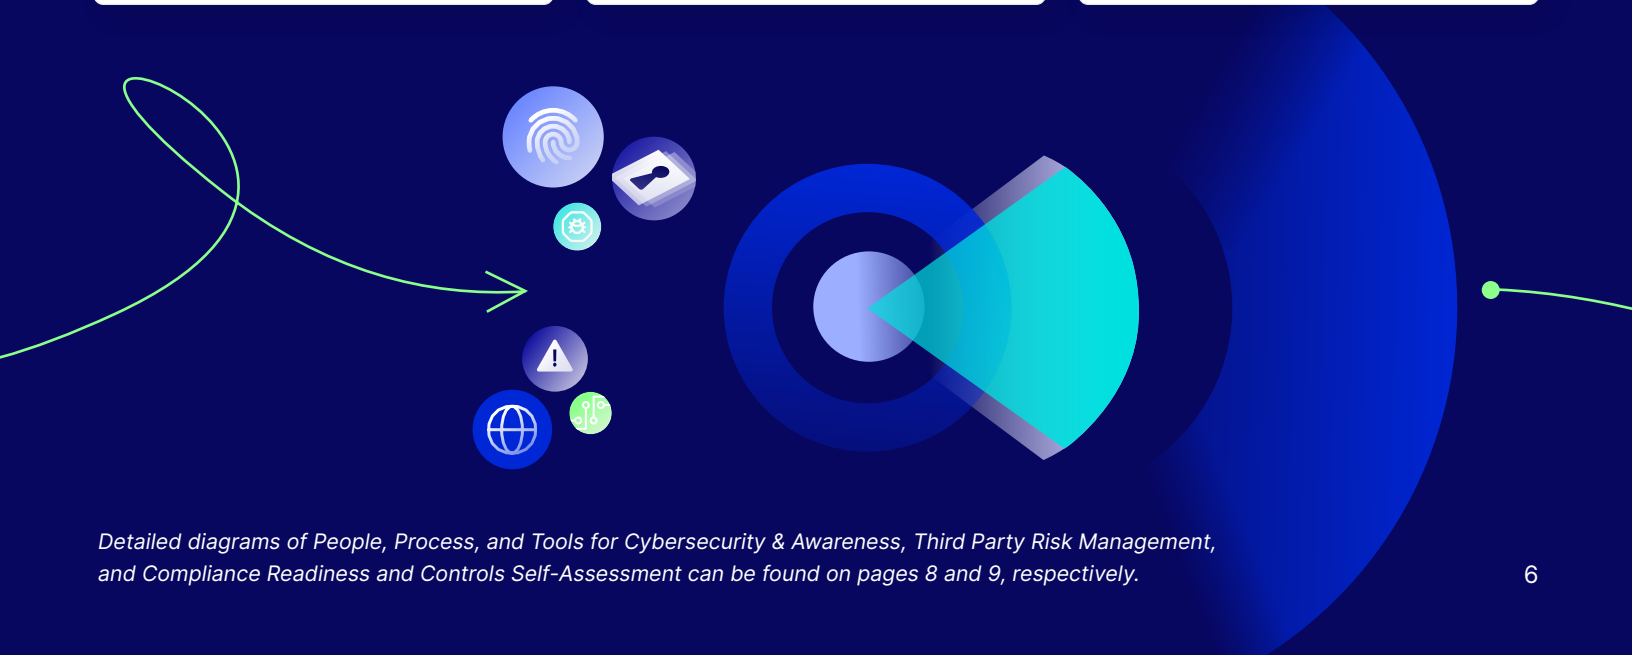 Detailed diagrams of People, Process, and Tools for Cybersecurity & Awareness, Third Party Risk Management,
and Compliance Readiness and Controls Self-Assessment can be found on pages 8 and 9, respectively.
6